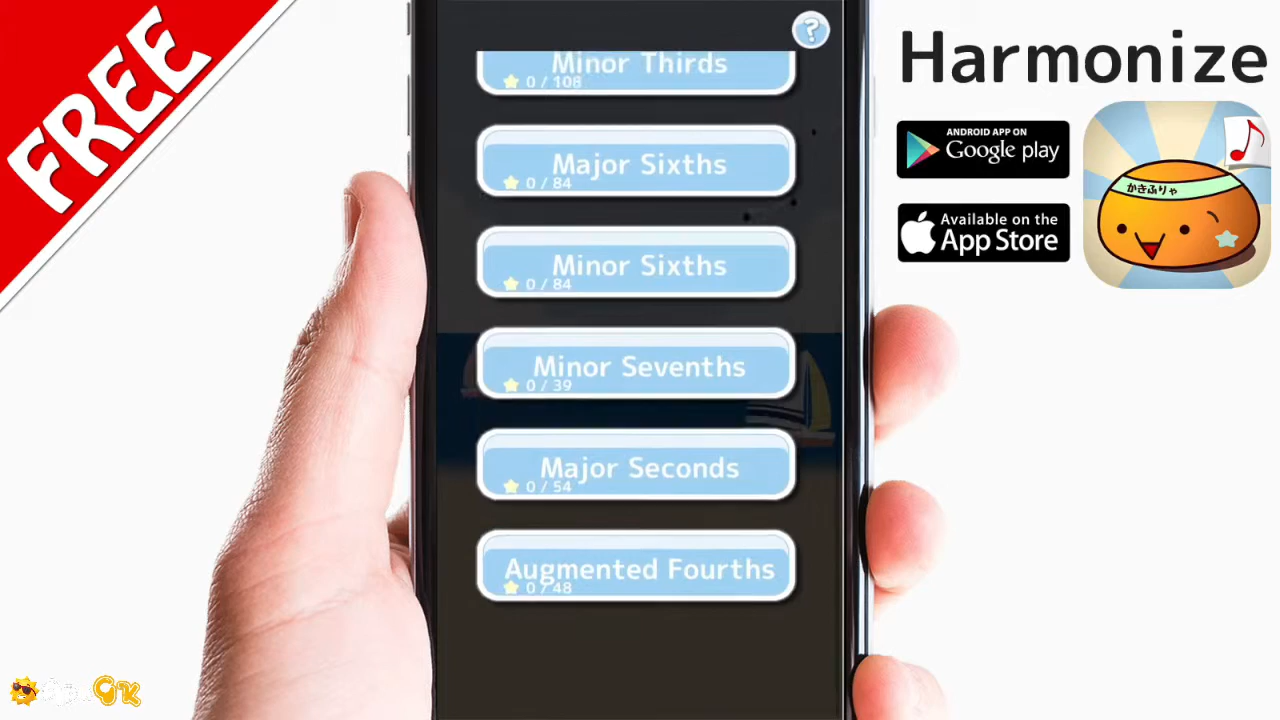 FREE
Minor Thirds
0 / 108
Major Sixths
0 / 84
Minor Sixths
0 / 84
Minor Sevenths
0 / 39
Major Seconds
0 / 54
Augmented Fourths
0 / 48
?
Harmonize
ANDROID APP ON
Google play
Available on the
App Store
かきふりゃ